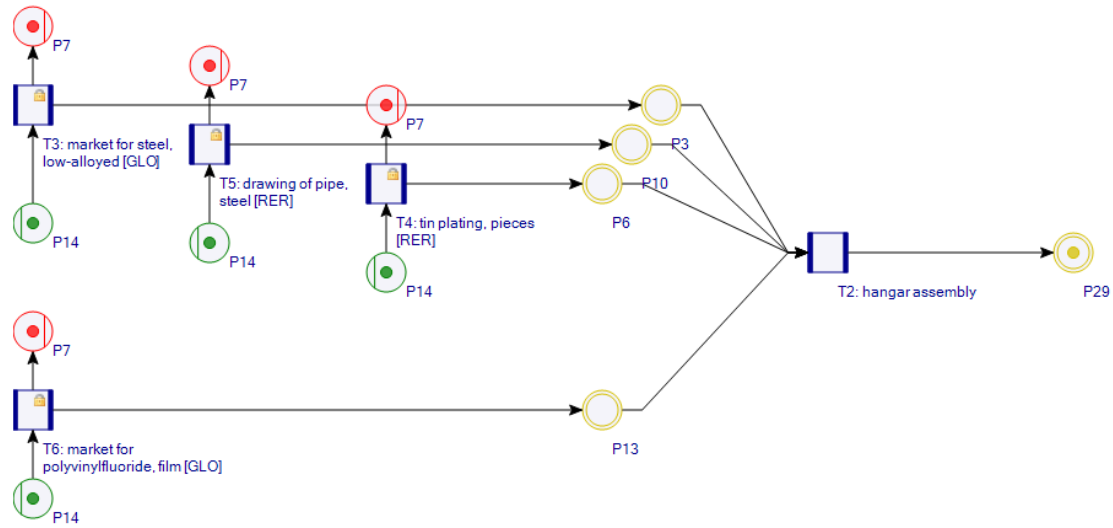 P7
P7
P7
T3: market for steel,
low-alloyed [GLO]
P3
T5: drawing of pipe,
steel [RER]
P10
T4: tin plating, pieces
[RER]
P6
P14
P14
P14
T2: hangar assembly
P29
P7
T6: market for
polyvinylfluoride, film [GLO]
P13
P14